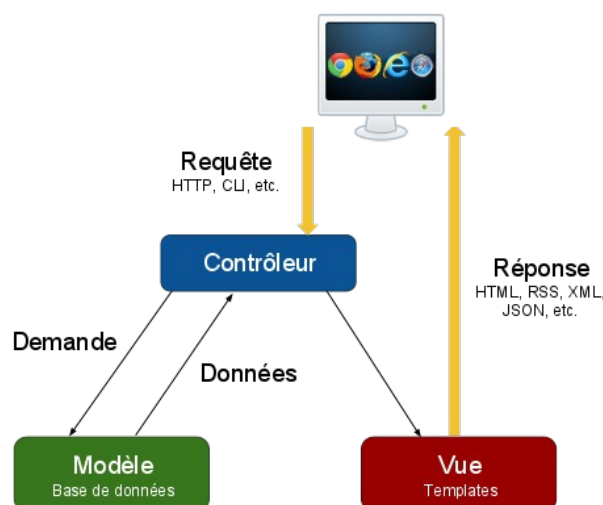 Requête
HTTP, CLI, etc.
Contrôleur
Réponse
HTML, RSS, XML,
JSON, etc.
Demande
Données
Modèle
Base de données
Vue
Templates